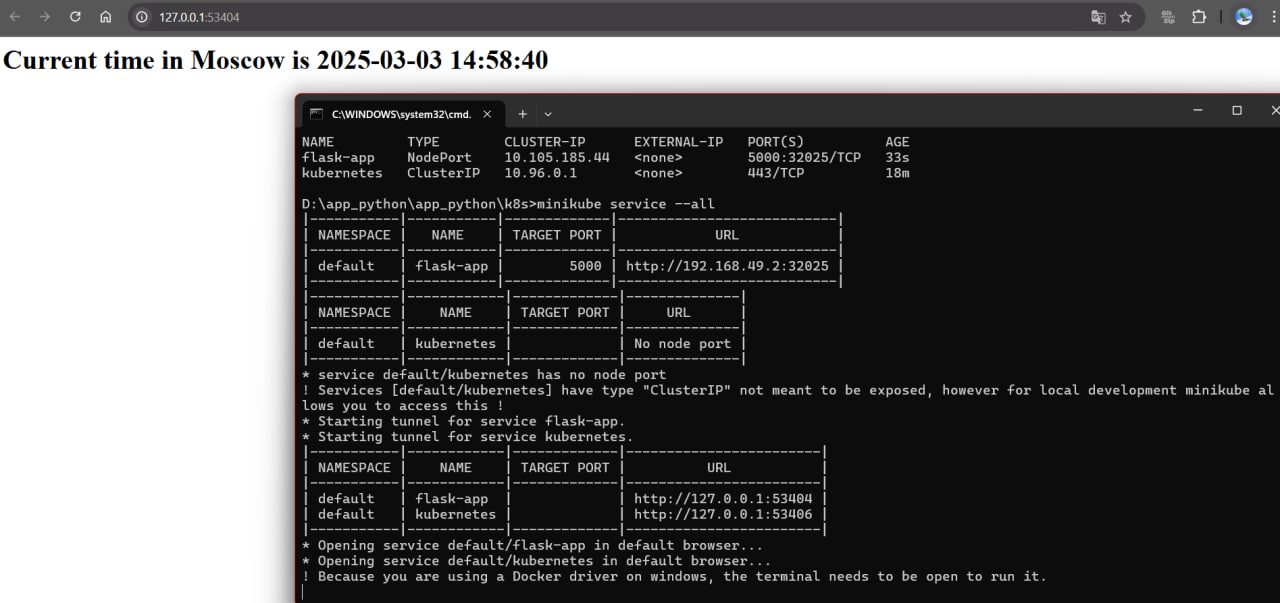 127.0.0.1:53404
Current time in Moscow is 2025-03-03 14:58:40
C:\WINDOWS\system32\cmd.
NAME TYPE CLUSTER-IP EXTERNAL-IP PORT(S) AGE
flask-app NodePort 10.105.185.44 <none> 5000:32025/TCP 33s
kubernetes ClusterIP 10.96.0.1 <none> 443/TCP 18m
D:\app_python\app_python\k8s>minikube service --all
|-----------|-----------|-------------|---------------------------|
| NAMESPACE | NAME | TARGET PORT | URL |
|-----------|-----------|-------------|---------------------------|
| default | flask-app | 5000 | http://192.168.49.2:32025 |
|-----------|-----------|-------------|---------------------------|
|-----------|------------|-------------|--------------|
| NAMESPACE | NAME | TARGET PORT | URL |
|-----------|------------|-------------|--------------|
| default | kubernetes | | No node port |
|-----------|------------|-------------|--------------|
* service default/kubernetes has no node port
! Services [default/kubernetes] have type "ClusterIP" not meant to be exposed, however for local development minikube al
lows you to access this !
* Starting tunnel for service flask-app.
* Starting tunnel for service kubernetes.
|-----------|------------|-------------|------------------------|
| NAMESPACE | NAME | TARGET PORT | URL |
|-----------|------------|-------------|------------------------|
| default | flask-app | | http://127.0.0.1:53404 |
| default | kubernetes | | http://127.0.0.1:53406 |
|-----------|------------|-------------|------------------------|
* Opening service default/flask-app in default browser...
* Opening service default/kubernetes in default browser...
! Because you are using a Docker driver on windows, the terminal needs to be open to run it.